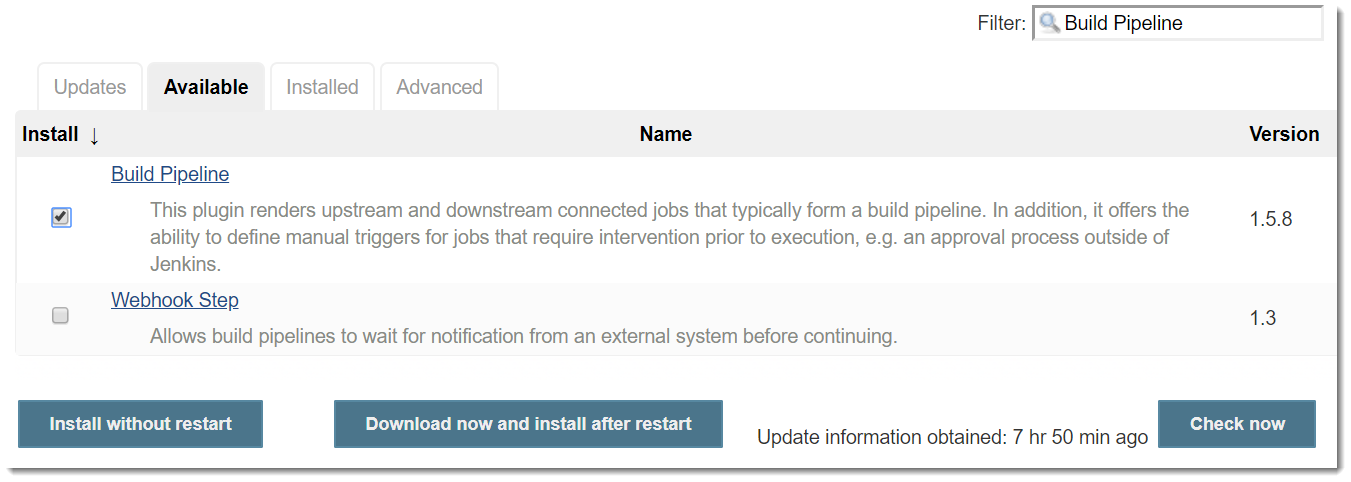 Filter: Build Pipeline
Updates Available Installed Advanced
Install ↓ Name Version
Build Pipeline
This plugin renders upstream and downstream connected jobs that typically form a build pipeline. In addition, it offers the
ability to define manual triggers for jobs that require intervention prior to execution, e.g. an approval process outside of
Jenkins.
1.5.8
Webhook Step
Allows build pipelines to wait for notification from an external system before continuing.
1.3
Install without restart Download now and install after restart Update information obtained: 7 hr 50 min ago Check now